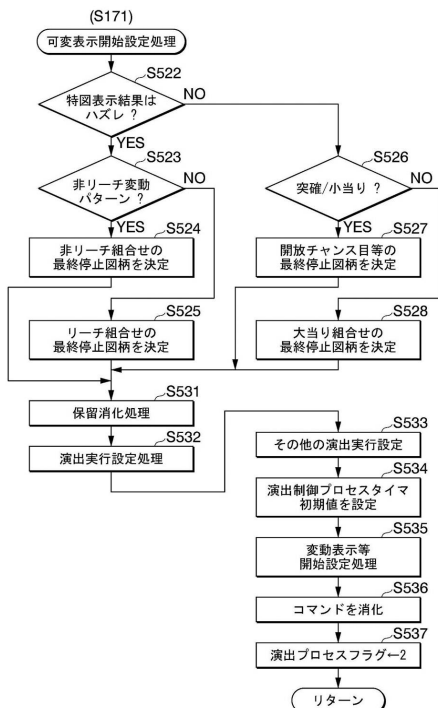 (S171)
可変表示開始設定処理
S522
特図表示結果は
ハズレ ?
NO
YES
S523
非リーチ変動
パターン ?
NO
YES
S524
非リーチ組合せの
最終停止図柄を決定
S525
リーチ組合せの
最終停止図柄を決定
S526
突確/小当り ?
NO
YES
S527
開放チャンス目等の
最終停止図柄を決定
S528
大当り組合せの
最終停止図柄を決定
S531
保留消化処理
S532
演出実行設定処理
S533
その他の演出実行設定
S534
演出制御プロセスタイマ
初期値を設定
S535
変動表示等
開始設定処理
S536
コマンドを消化
S537
演出プロセスフラグ←2
リターン